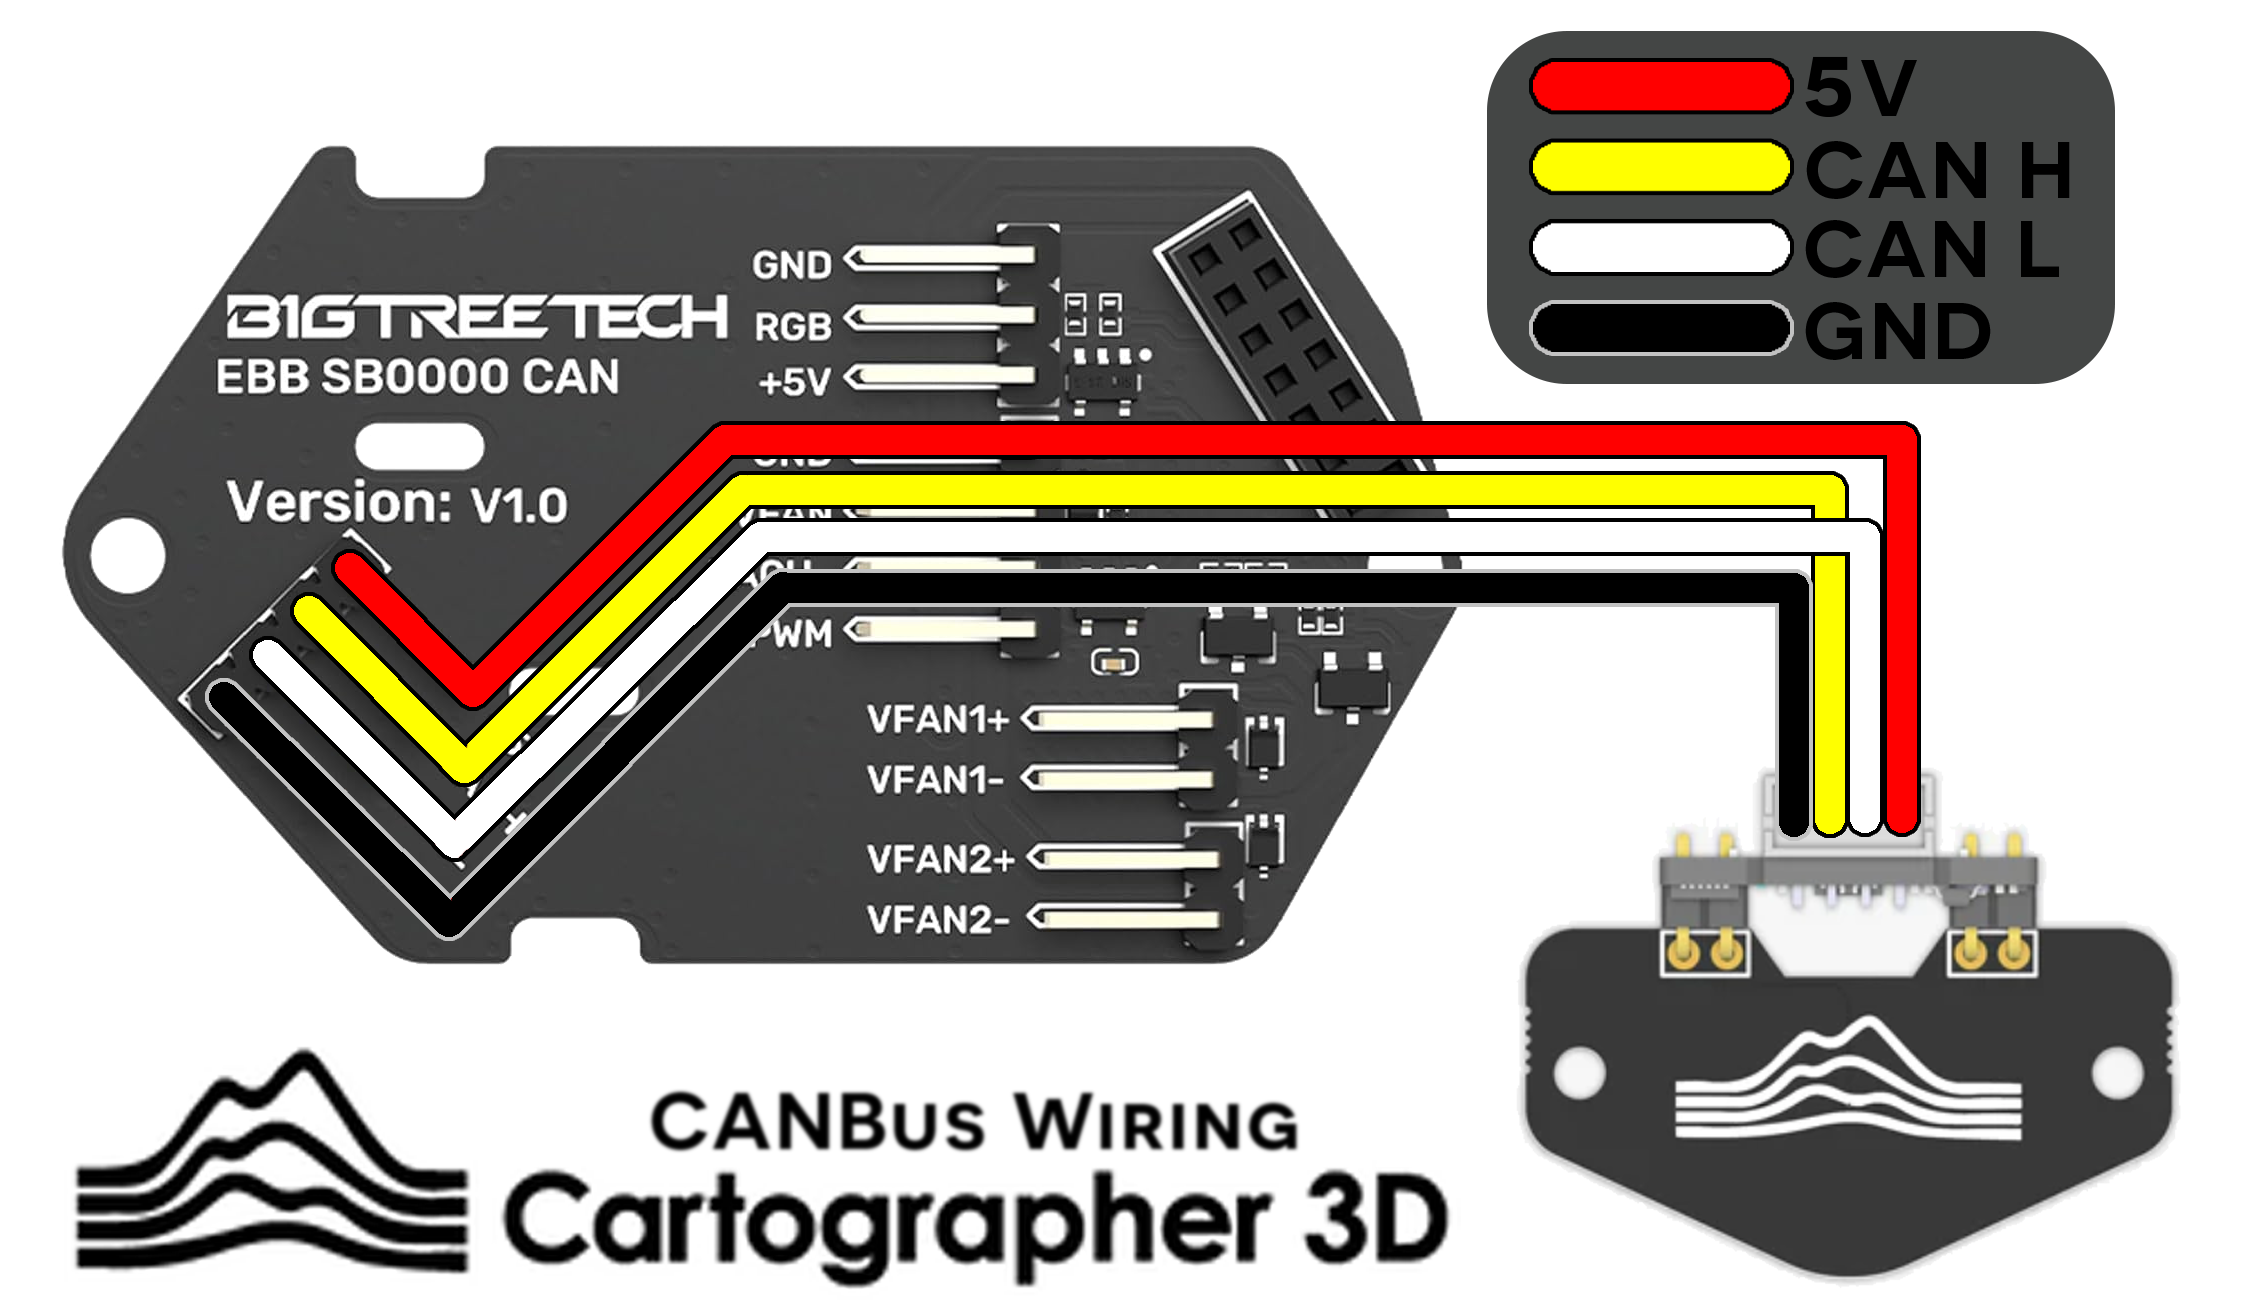 5V
CAN H
CAN L
GND
GND
RGB
+5V
BIGTREETECH
EBB SB0000 CAN
Version: V1.0
GND
PWM
VFAN1+
VFAN1-
VFAN2+
VFAN2-
CANBus Wiring
Cartographer 3D